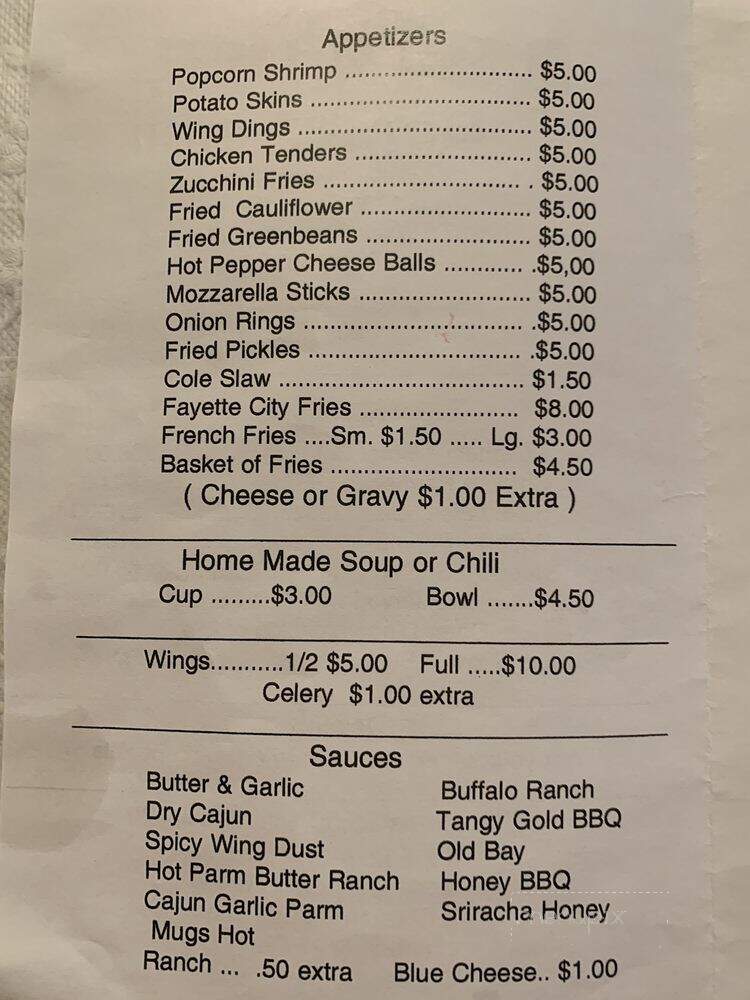 Appetizers
Popcorn Shrimp .............................. $5.00
Potato Skins ................................... $5.00
Wing Dings ..................................... $5.00
Chicken Tenders ............................ $5.00
Zucchini Fries ............................... . $5.00
Fried  Cauliflower ........................... $5.00
Fried Greenbeans .......................... $5.00
Hot Pepper Cheese Balls ............ .$5,00
Mozzarella Sticks ........................... $5.00
Onion Rings ................................... .$5.00
Fried Pickles .................................. .$5.00
Cole Slaw ....................................... $1.50
Fayette City Fries .........................  $8.00
French Fries ....Sm. $1.50 ..... Lg. $3.00
Basket of Fries ..............................  $4.50
( Cheese or Gravy $1.00 Extra )
Home Made Soup or Chili
Cup .........$3.00 Bowl .......$4.50
Wings...........1/2 $5.00 Full .....$10.00
Celery  $1.00 extra
Sauces
Butter & Garlic Buffalo Ranch
Dry Cajun Tangy Gold BBQ
Spicy Wing Dust Old Bay
Hot Parm Butter Ranch Honey BBQ
Cajun Garlic Parm Sriracha Honey
Mugs Hot
Ranch ...  .50 extra Blue Cheese.. $1.00